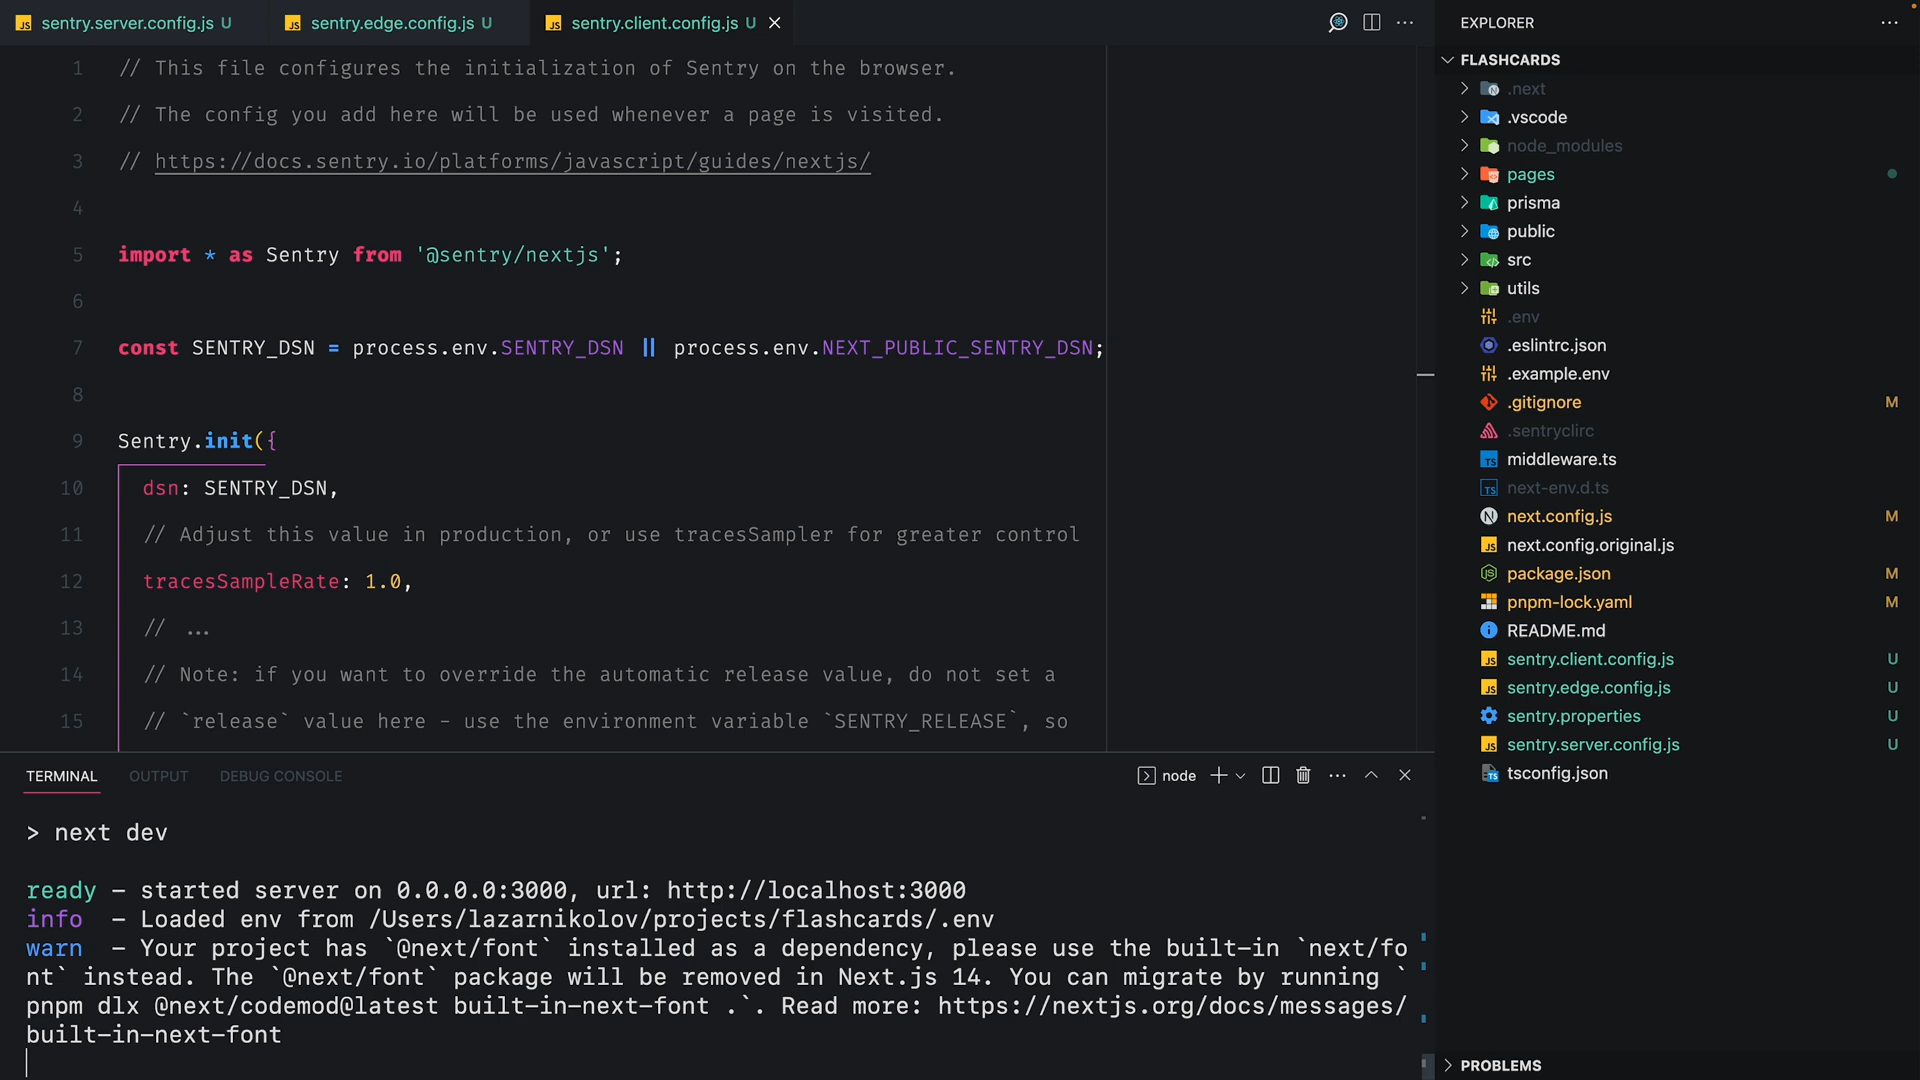 sentry.server.config.js U
sentry.edge.config.js U
sentry.client.config.js U
1 // This file configures the initialization of Sentry on the browser.
2 // The config you add here will be used whenever a page is visited.
3 // https://docs.sentry.io/platforms/javascript/guides/nextjs/
4
5 import * as Sentry from '@sentry/nextjs';
6
7 const SENTRY_DSN = process.env.SENTRY_DSN || process.env.NEXT_PUBLIC_SENTRY_DSN;
8
9 Sentry.init({
10 dsn: SENTRY_DSN,
11 // Adjust this value in production, or use tracesSampler for greater control
12 tracesSampleRate: 1.0,
13 // ...
14 // Note: if you want to override the automatic release value, do not set a
15 // `release` value here - use the environment variable `SENTRY_RELEASE`, so
TERMINAL OUTPUT DEBUG CONSOLE
node
> next dev
ready - started server on 0.0.0.0:3000, url: http://localhost:3000
info - Loaded env from /Users/lazarnikolov/projects/flashcards/.env
warn - Your project has `@next/font` installed as a dependency, please use the built-in `next/fo
nt` instead. The `@next/font` package will be removed in Next.js 14. You can migrate by running `
pnpm dlx @next/codemod@latest built-in-next-font .`. Read more: https://nextjs.org/docs/messages/
built-in-next-font
EXPLORER
FLASHCARDS
.next
.vscode
node_modules
pages
prisma
public
src
utils
.env
.eslintrc.json
.example.env
.gitignore M
.sentryclirc
middleware.ts
next-env.d.ts
next.config.js M
next.config.original.js
package.json M
pnpm-lock.yaml M
README.md
sentry.client.config.js U
sentry.edge.config.js U
sentry.properties U
sentry.server.config.js U
tsconfig.json
PROBLEMS